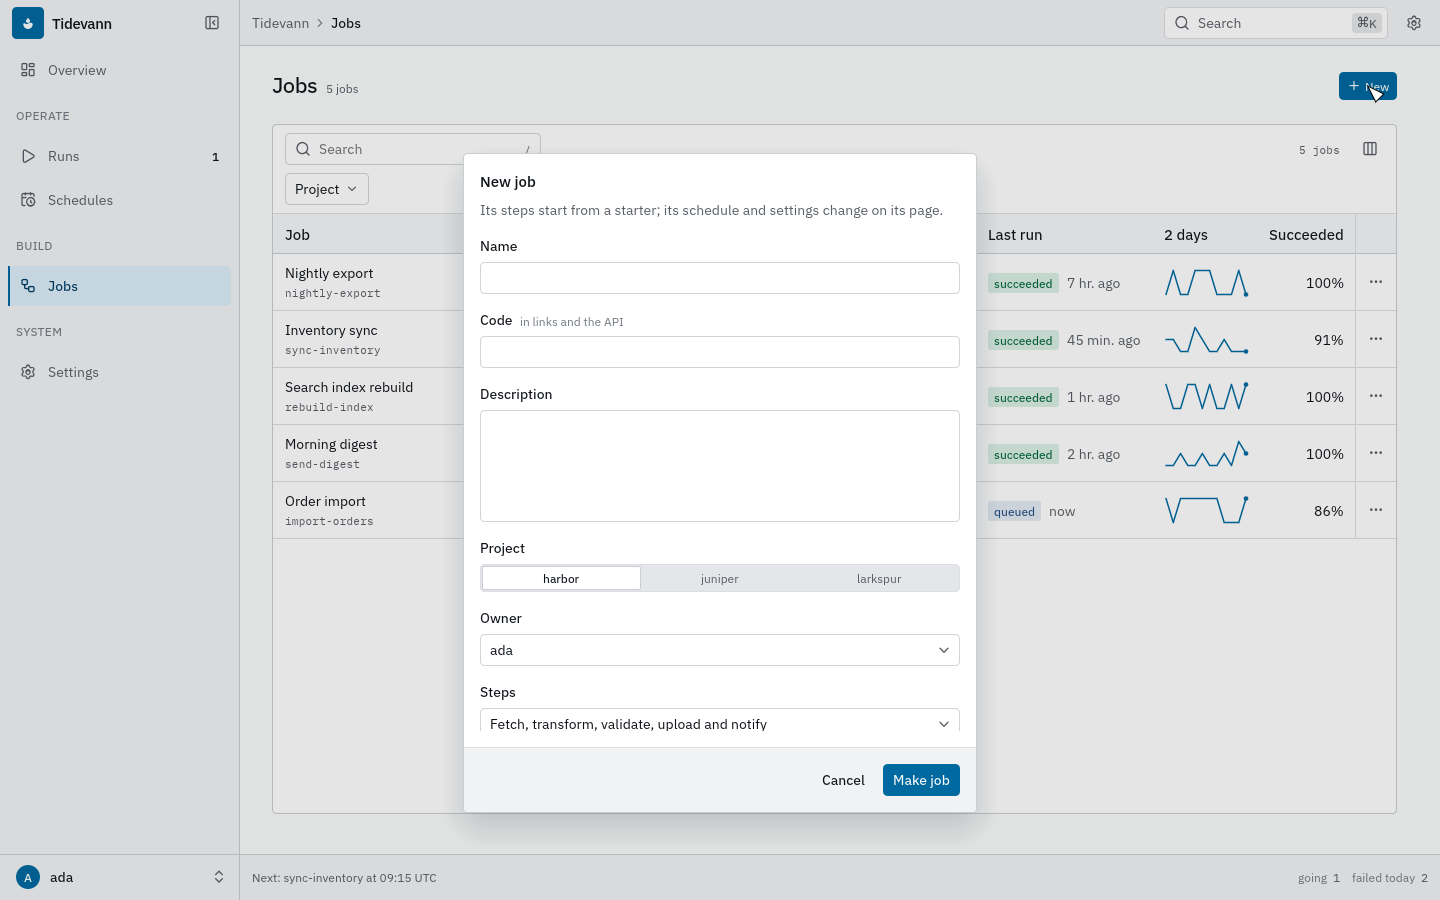 Tidevann
Tidevann > Jobs
Search ⌘K
Overview
OPERATE
Runs 1
Schedules
BUILD
Jobs
SYSTEM
Settings
ada
A
Jobs 5 jobs
+ New
Search /
5 jobs
Project
Job
Last run
2 days
Succeeded
Nightly export
nightly-export
succeeded 7 hr. ago
100%
Inventory sync
sync-inventory
succeeded 45 min. ago
91%
Search index rebuild
rebuild-index
succeeded 1 hr. ago
100%
Morning digest
send-digest
succeeded 2 hr. ago
100%
Order import
import-orders
queued now
86%
New job
Its steps start from a starter; its schedule and settings change on its page.
Name
Code in links and the API
Description
Project
harbor juniper larkspur
Owner
ada
Steps
Fetch, transform, validate, upload and notify
Cancel Make job
Next: sync-inventory at 09:15 UTC
going 1 failed today 2